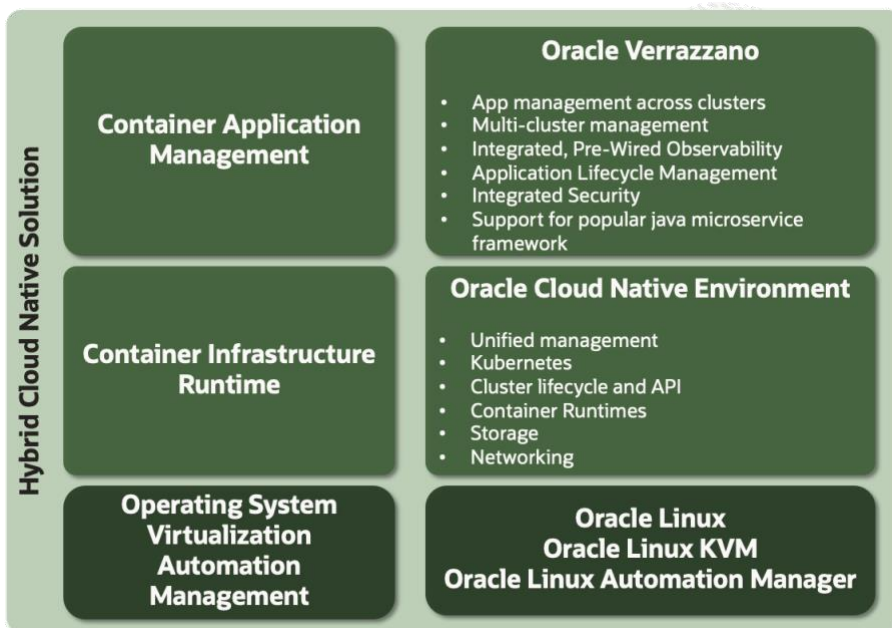 Hybrid Cloud Native Solution
Container Application
Management
Oracle Verrazzano
• App management across clusters
• Multi-cluster management
• Integrated, Pre-Wired Observability
• Application Lifecycle Management
• Integrated Security
• Support for popular java microservice
framework
Container Infrastructure
Runtime
Oracle Cloud Native Environment
• Unified management
• Kubernetes
• Cluster lifecycle and API
• Container Runtimes
• Storage
• Networking
Operating System
Virtualization
Automation
Management
Oracle Linux
Oracle Linux KVM
Oracle Linux Automation Manager